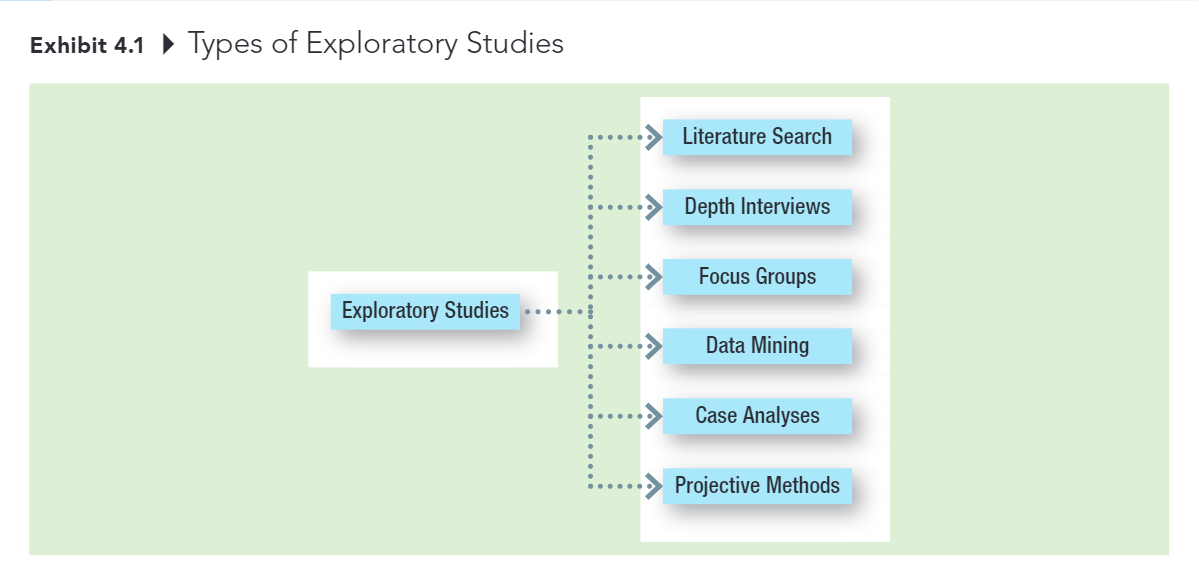 Exhibit 4.1 Types of Exploratory Studies
Literature Search
Depth Interviews
Focus Groups
Exploratory Studies
Data Mining
Case Analyses
Projective Methods